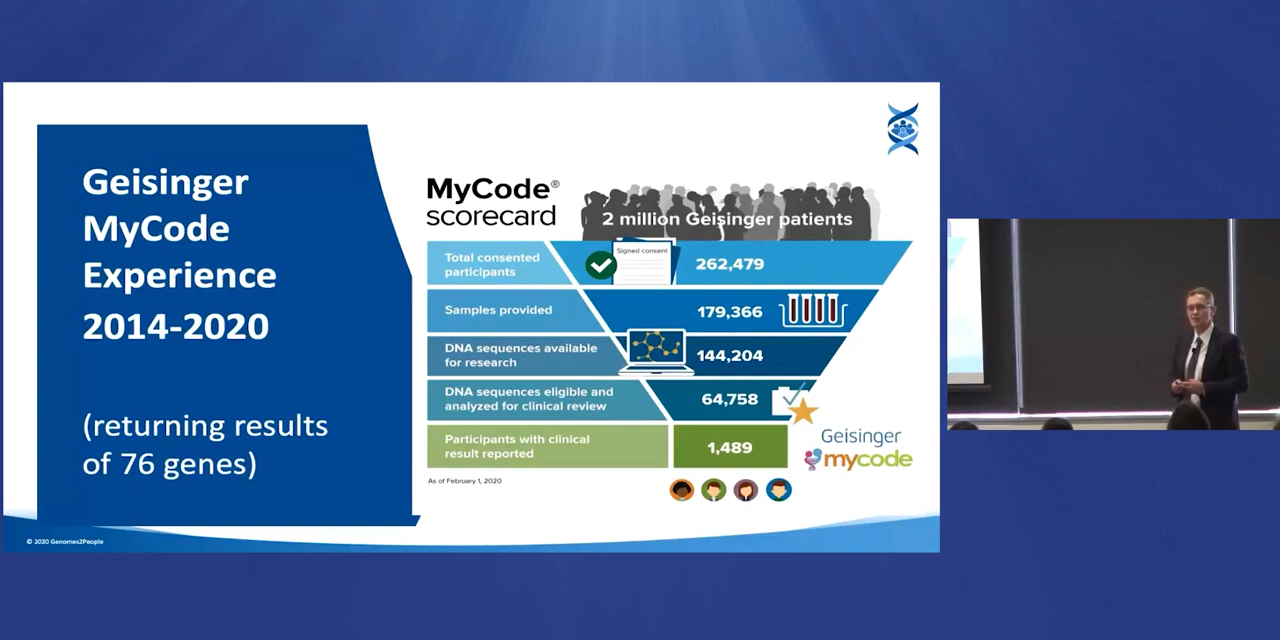 Geisinger
MyCode
Experience
2014-2020
(returning results
of 76 genes)
MyCode®
scorecard
2 million Geisinger patients
Total consented
participants
Signed consent
262,479
Samples provided
179,366
DNA sequences available
for research
144,204
DNA sequences eligible and
analyzed for clinical review
64,758
Participants with clinical
result reported
1,489
Geisinger
mycode
As of February 1, 2020
© 2020 Genomes2People